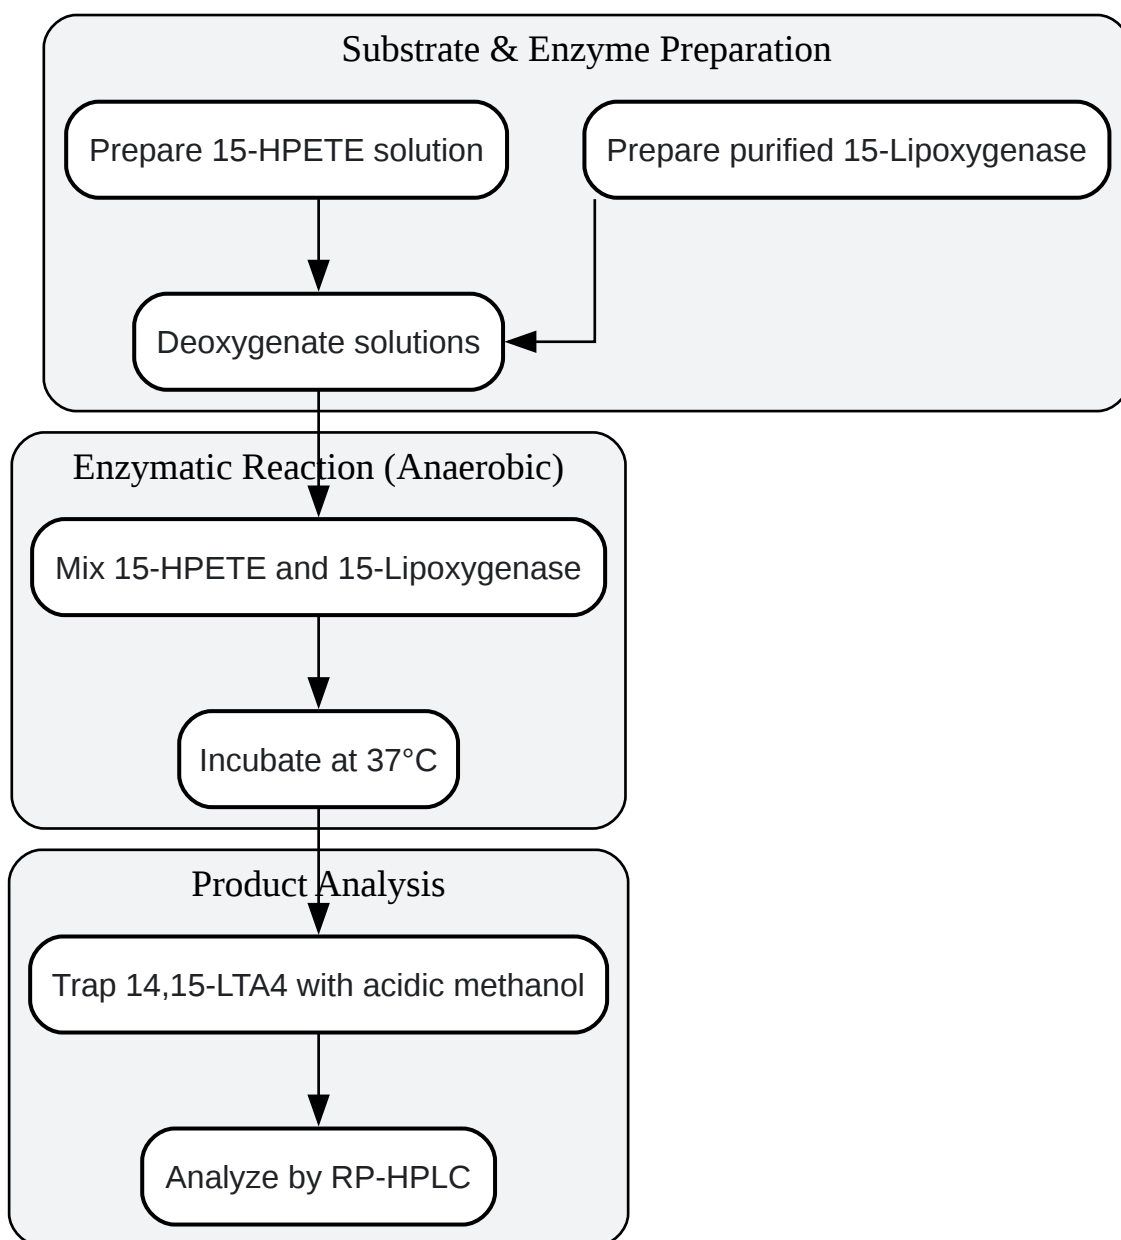 Substrate & Enzyme Preparation
Prepare 15-HPETE solution
Prepare purified 15-Lipoxygenase
Deoxygenate solutions
Enzymatic Reaction (Anaerobic)
Mix 15-HPETE and 15-Lipoxygenase
Incubate at 37°C
Product Analysis
Trap 14,15-LTA4 with acidic methanol
Analyze by RP-HPLC